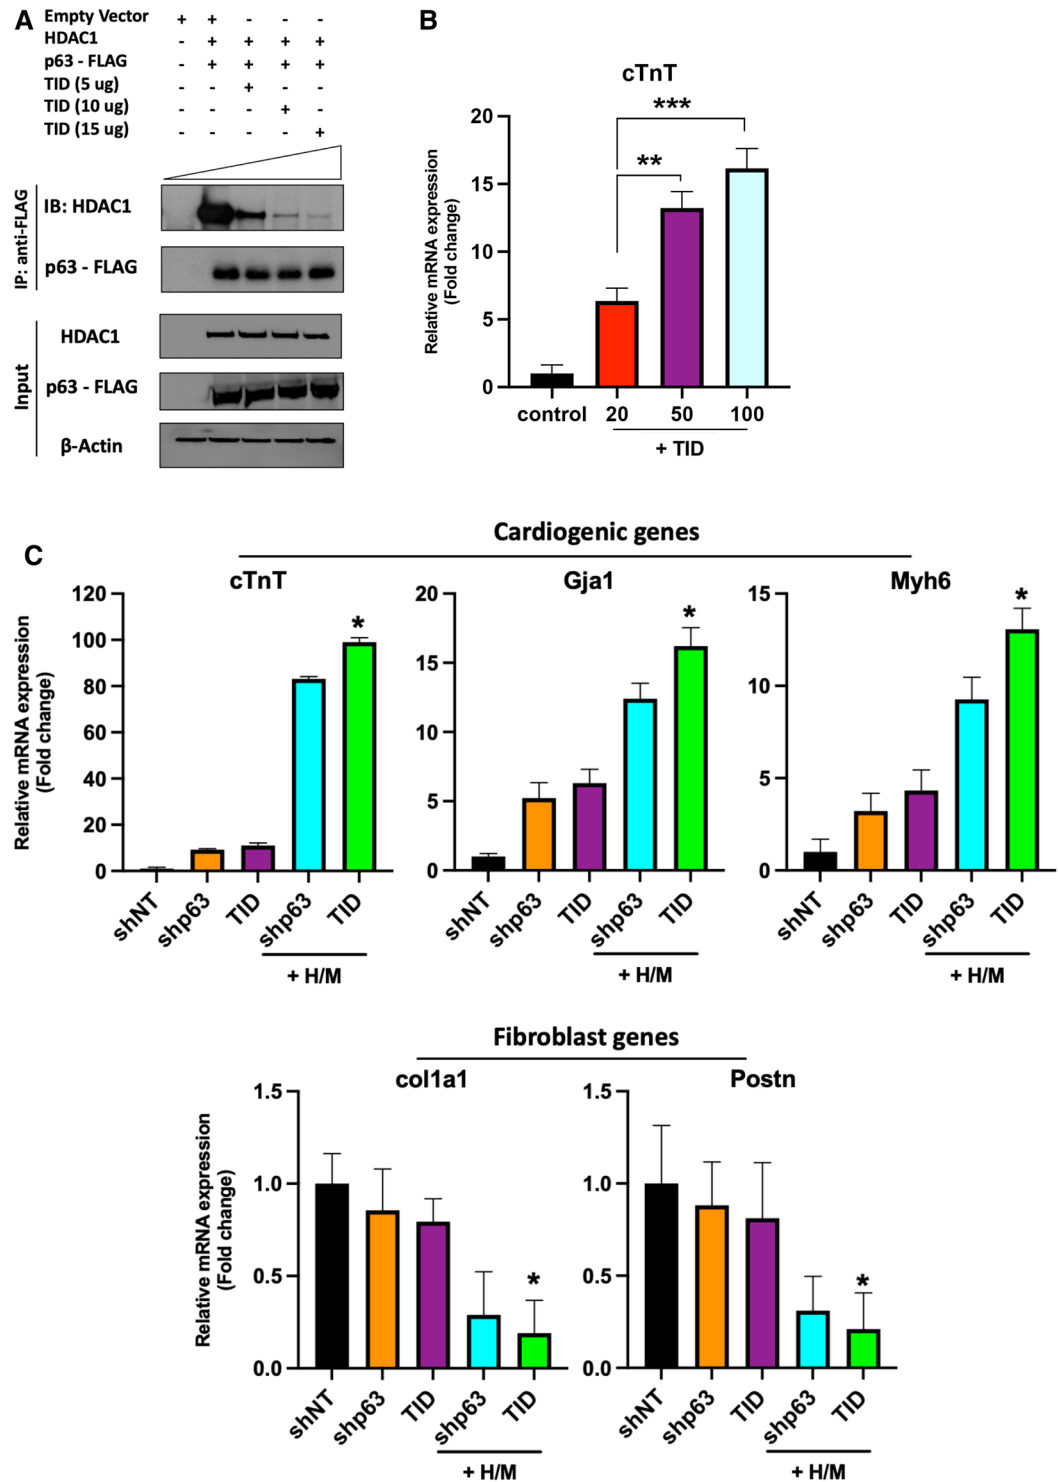 A
Empty Vector + + - - -
HDAC1 - + + + +
p63 - FLAG - + + + +
TID (5 ug) - - + - -
TID (10 ug) - - - + -
TID (15 ug) - - - - +
IP: anti-FLAG
IB: HDAC1
p63 - FLAG
Input
HDAC1
p63 - FLAG
β-Actin
B
cTnT
Relative mRNA expression
(Fold change)
20
15
10
5
0
***
**
control 20 50 100
+ TID
C
Cardiogenic genes
cTnT
Relative mRNA expression
(Fold change)
120
100
80
60
40
20
0
*
shNT shp63 TID shp63 TID
+ H/M
Gja1
20
15
10
5
0
*
shNT shp63 TID shp63 TID
+ H/M
Myh6
15
10
5
0
*
shNT shp63 TID shp63 TID
+ H/M
Fibroblast genes
col1a1
Relative mRNA expression
(Fold change)
1.5
1.0
0.5
0.0
*
shNT shp63 TID shp63 TID
+ H/M
Postn
1.5
1.0
0.5
0.0
*
shNT shp63 TID shp63 TID
+ H/M